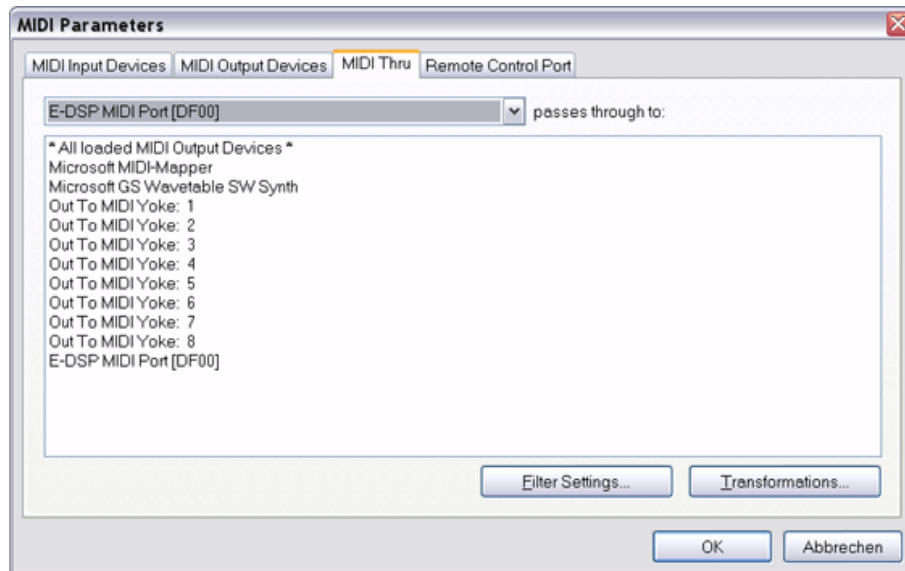 MIDI Parameters
MIDI Input Devices MIDI Output Devices MIDI Thru Remote Control Port
E-DSP MIDI Port [DF00] passes through to:
* All loaded MIDI Output Devices *
Microsoft MIDI-Mapper
Microsoft GS Wavetable SW Synth
Out To MIDI Yoke: 1
Out To MIDI Yoke: 2
Out To MIDI Yoke: 3
Out To MIDI Yoke: 4
Out To MIDI Yoke: 5
Out To MIDI Yoke: 6
Out To MIDI Yoke: 7
Out To MIDI Yoke: 8
E-DSP MIDI Port [DF00]
Filter Settings... Transformations...
OK Abbrechen